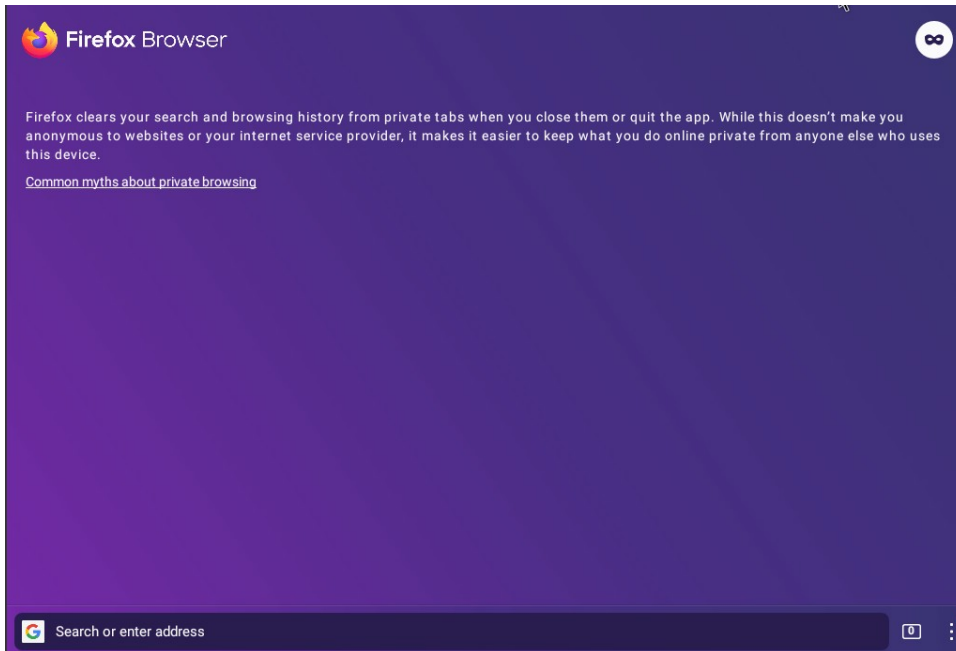 Firefox Browser
Firefox clears your search and browsing history from private tabs when you close them or quit the app. While this doesn't make you
anonymous to websites or your internet service provider, it makes it easier to keep what you do online private from anyone else who uses
this device.
Common myths about private browsing
G Search or enter address
0